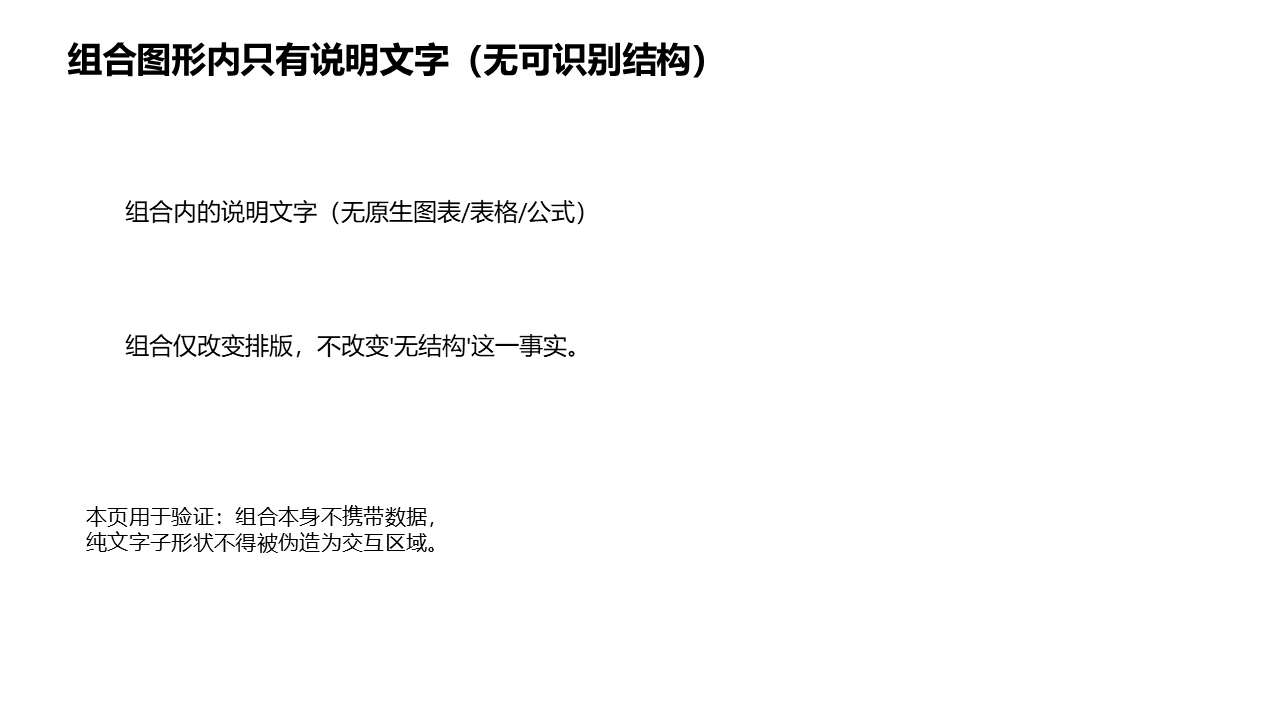 组合图形内只有说明文字（无可识别结构）
组合内的说明文字（无原生图表/表格/公式）
组合仅改变排版，不改变'无结构'这一事实。
本页用于验证：组合本身不携带数据，
纯文字子形状不得被伪造为交互区域。